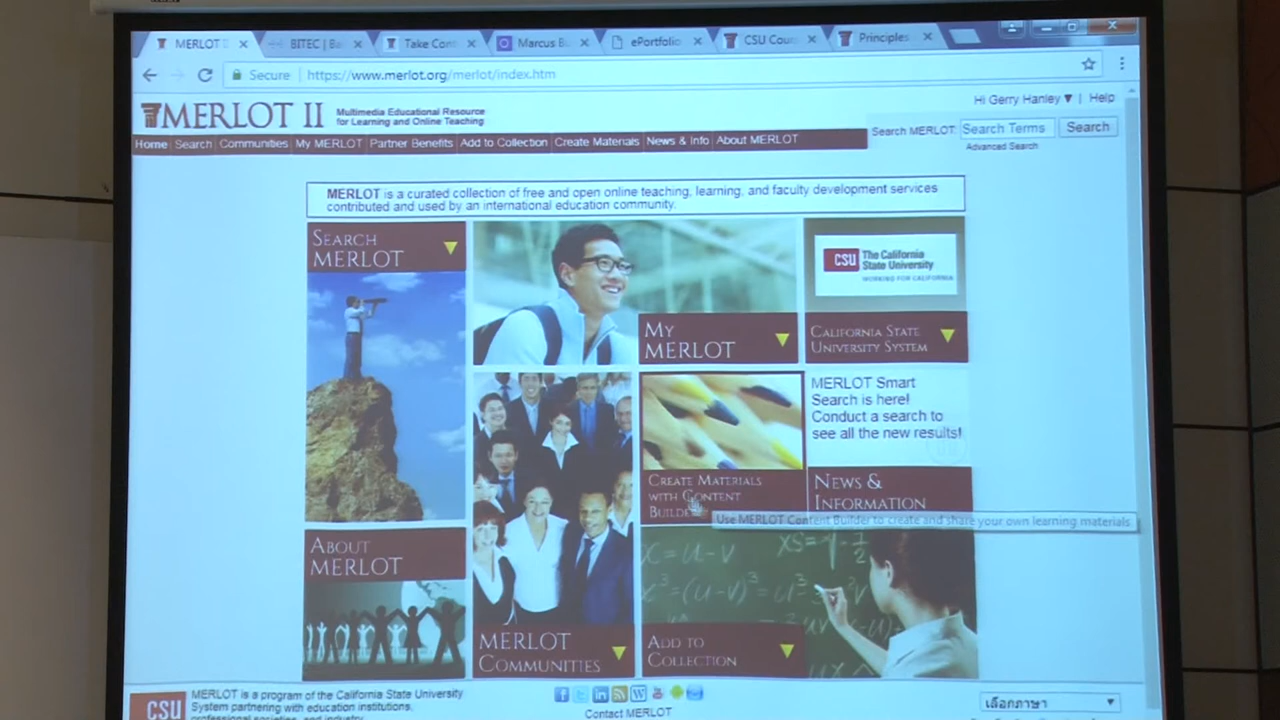 MERLOT
BITEC | Ba
Take Con
Marcus B
ePortfolio
CSU Cou
Principles
Secure
https://www.merlot.org/merlot/index.htm
MERLOT II
Multimedia Educational Resource
for Learning and Online Teaching
Hi Gerry Hanley ▼ | Help
Search MERLOT: Search Terms Search
Advanced Search
Home Search Communities My MERLOT Partner Benefits Add to Collection Create Materials News & Info About MERLOT
MERLOT is a curated collection of free and open online teaching, learning, and faculty development services
contributed and used by an international education community.
SEARCH
MERLOT
MY
MERLOT
CSU The California
State University
WORKING FOR CALIFORNIA
CALIFORNIA STATE
UNIVERSITY SYSTEM
MERLOT Smart
Search is here!
Conduct a search to
see all the new results!
CREATE MATERIALS
WITH CONTENT
BUILDER
NEWS &
INFORMATION
Use MERLOT Content Builder to create and share your own learning materials
ABOUT
MERLOT
MERLOT
COMMUNITIES
ADD TO
COLLECTION
x = u - v
CSU
MERLOT is a program of the California State University
System partnering with education institutions,
professional societies, and industry.
Contact MERLOT
เลือกภาษา